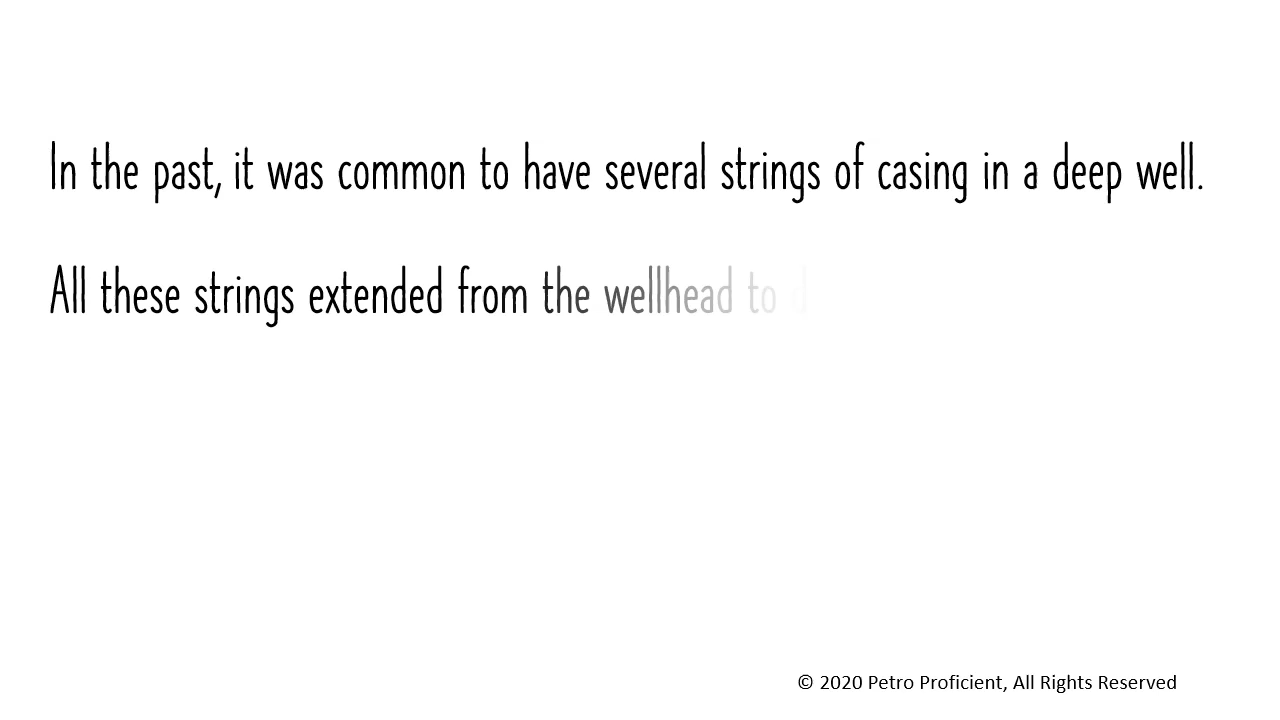 In the past, it was common to have several strings of casing in a deep well.
All these strings extended from the wellhead to
© 2020 Petro Proficient, All Rights Reserved